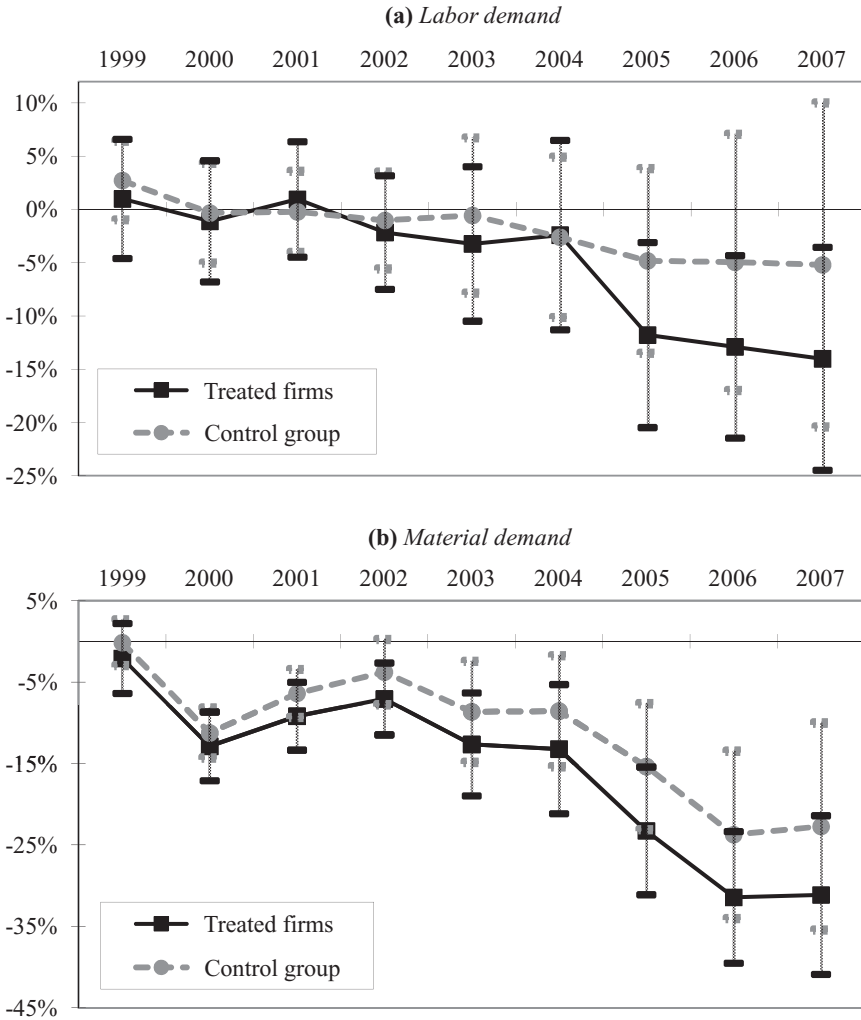 (a) Labor demand
1999 2000 2001 2002 2003 2004 2005 2006 2007
10%
5%
0%
-5%
-10%
-15%
-20%
-25%
Treated firms
Control group
(b) Material demand
1999 2000 2001 2002 2003 2004 2005 2006 2007
5%
-5%
-15%
-25%
-35%
-45%
Treated firms
Control group